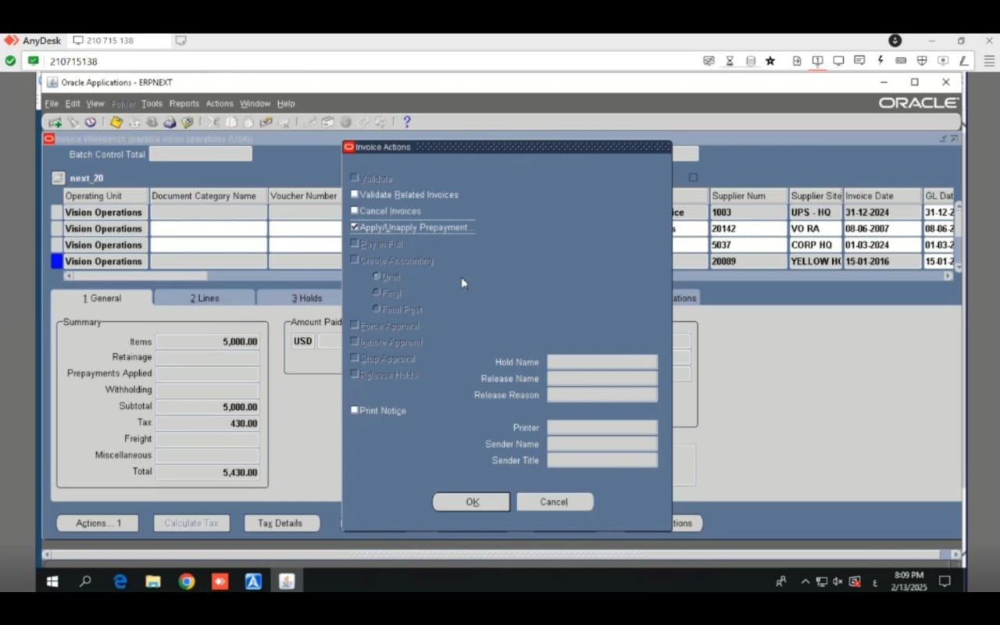 AnyDesk 210 715 138
210715138
Oracle Applications - ERPNEXT
File Edit View Folder Tools Reports Actions Window Help
ORACLE
Invoice Workbench (payable vision operations (USA))
Invoice Actions
Batch Control Total
next_20
Operating Unit Document Category Name Voucher Number Supplier Num Supplier Site Invoice Date GL Dat
Vision Operations ice 1003 UPS - HQ 31-12-2024 31-12-2
Vision Operations s 20142 VO RA 08-06-2007 08-06-2
Vision Operations 5037 CORP HQ 01-03-2024 01-03-2
Vision Operations 20089 YELLOW HQ 15-01-2016 15-01-2
Validate
Validate Related Invoices
Cancel Invoices
Apply/Unapply Prepayment...
Pay in Full...
Create Accounting
Draft
Final
Final Post
Force Approval
Initiate Approval
Stop Approval
Release Holds
Hold Name
Release Name
Release Reason
Print Notice
Printer
Sender Name
Sender Title
OK Cancel
1 General 2 Lines 3 Holds ations
Summary
Items 5,000.00
Retainage
Prepayments Applied
Withholding
Subtotal 5,000.00
Tax 430.00
Freight
Miscellaneous
Total 5,430.00
Amount Paid
USD
Actions... 1 Calculate Tax Tax Details tions
ع
8:09 PM
2/13/2025